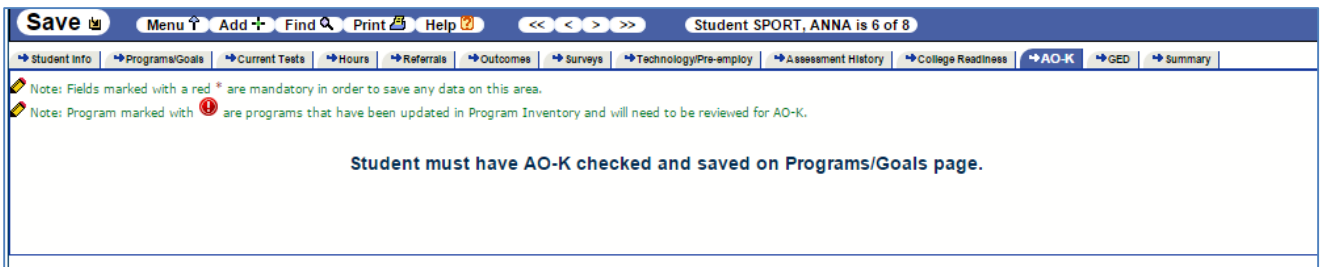 Save Menu Add Find Print Help << < > >> Student SPORT, ANNA is 6 of 8
Student Info Programs/Goals Current Tests Hours Referrals Outcomes Surveys Technology/Pre-employ Assessment History College Readiness AO-K GED Summary
Note: Fields marked with a red * are mandatory in order to save any data on this area.
Note: Program marked with are programs that have been updated in Program Inventory and will need to be reviewed for AO-K.
Student must have AO-K checked and saved on Programs/Goals page.